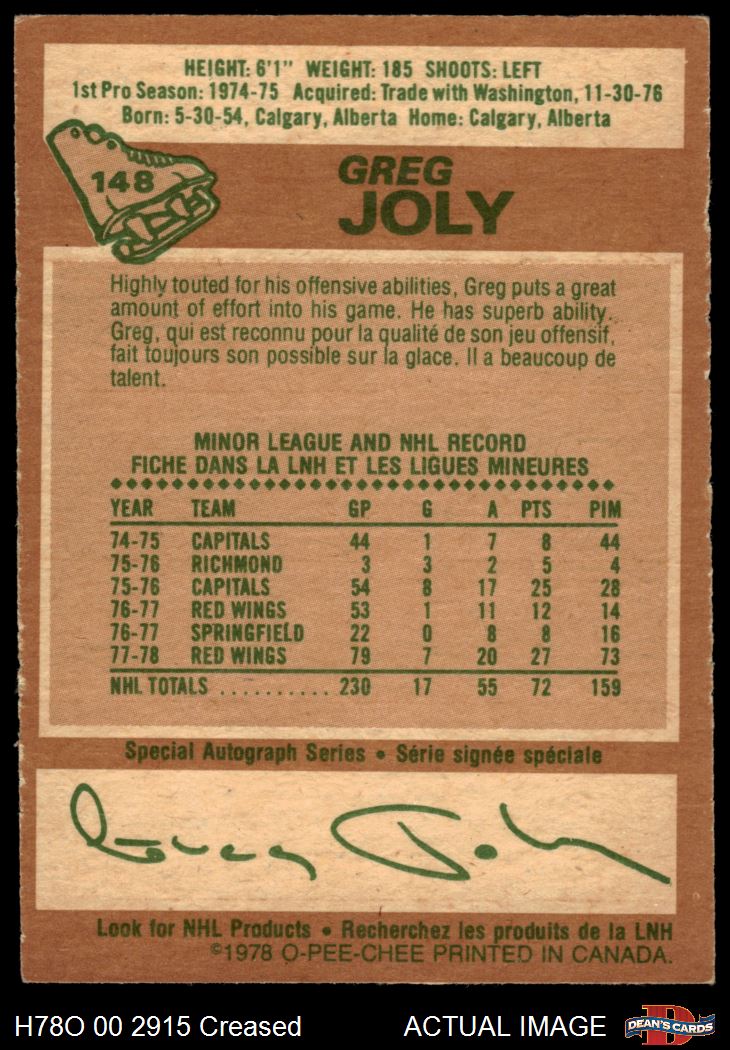 HEIGHT: 6'1" WEIGHT: 185 SHOOTS: LEFT
1st Pro Season: 1974-75 Acquired: Trade with Washington, 11-30-76
Born: 5-30-54, Calgary, Alberta Home: Calgary, Alberta
148
GREG
JOLY
Highly touted for his offensive abilities, Greg puts a great
amount of effort into his game. He has superb ability.
Greg, qui est reconnu pour la qualité de son jeu offensif,
fait toujours son possible sur la glace. Il a beaucoup de
talent.
MINOR LEAGUE AND NHL RECORD
FICHE DANS LA LNH ET LES LIGUES MINEURES
YEAR TEAM GP G A PTS PIM
74-75 CAPITALS 44 1 7 8 44
75-76 RICHMOND 3 3 2 5 4
75-76 CAPITALS 54 8 17 25 28
76-77 RED WINGS 53 1 11 12 14
76-77 SPRINGFIELD 22 0 8 8 16
77-78 RED WINGS 79 7 20 27 73
NHL TOTALS .......... 230 17 55 72 159
Special Autograph Series • Série signée spéciale
Greg Joly
Look for NHL Products • Recherchez les produits de la LNH
©1978 O-PEE-CHEE PRINTED IN CANADA.
H78O 00 2915 Creased ACTUAL IMAGE D DEAN'S CARDS